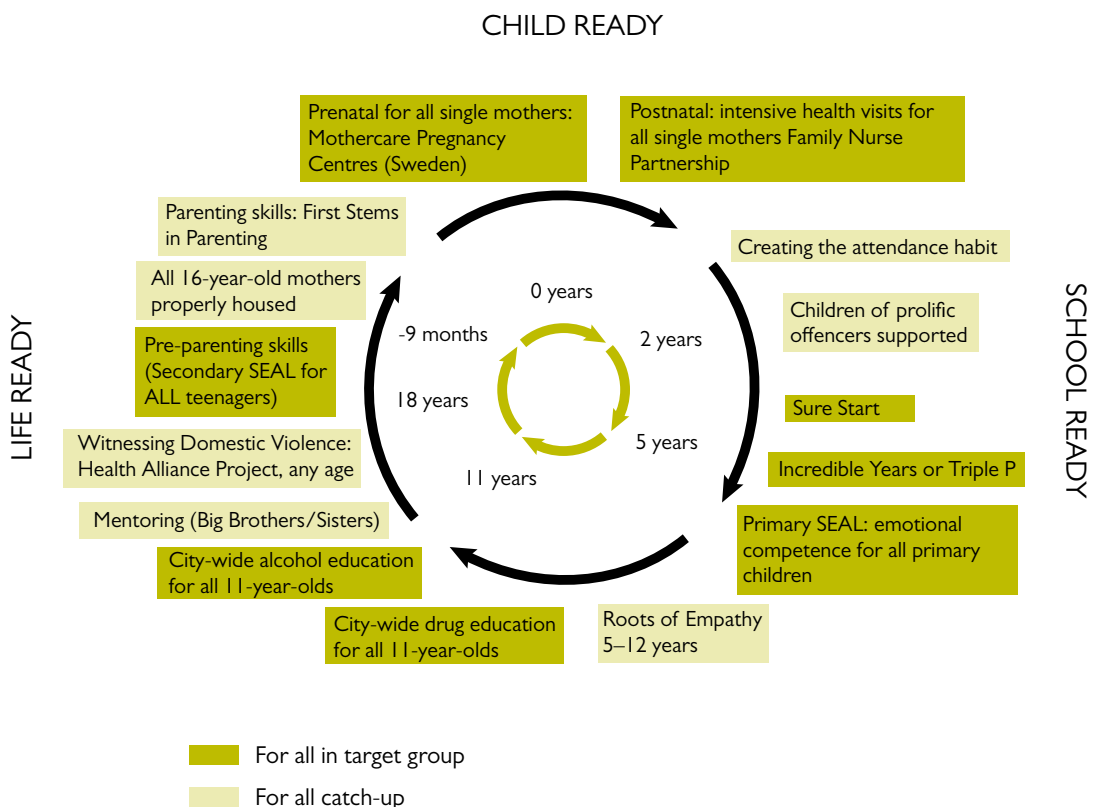 CHILD READY
Prenatal for all single mothers:
Mothercare Pregnancy
Centres (Sweden)
Postnatal: intensive health visits for
all single mothers Family Nurse
Partnership
Parenting skills: First Stems
in Parenting
Creating the attendance habit
All 16-year-old mothers
properly housed
Children of prolific
offencers supported
Pre-parenting skills
(Secondary SEAL for
ALL teenagers)
Sure Start
Witnessing Domestic Violence:
Health Alliance Project, any age
Incredible Years or Triple P
Mentoring (Big Brothers/Sisters)
Primary SEAL: emotional
competence for all primary
children
City-wide alcohol education
for all 11-year-olds
City-wide drug education
for all 11-year-olds
Roots of Empathy
5–12 years
0 years
-9 months
2 years
18 years
5 years
11 years
LIFE READY
SCHOOL READY
For all in target group
For all catch-up